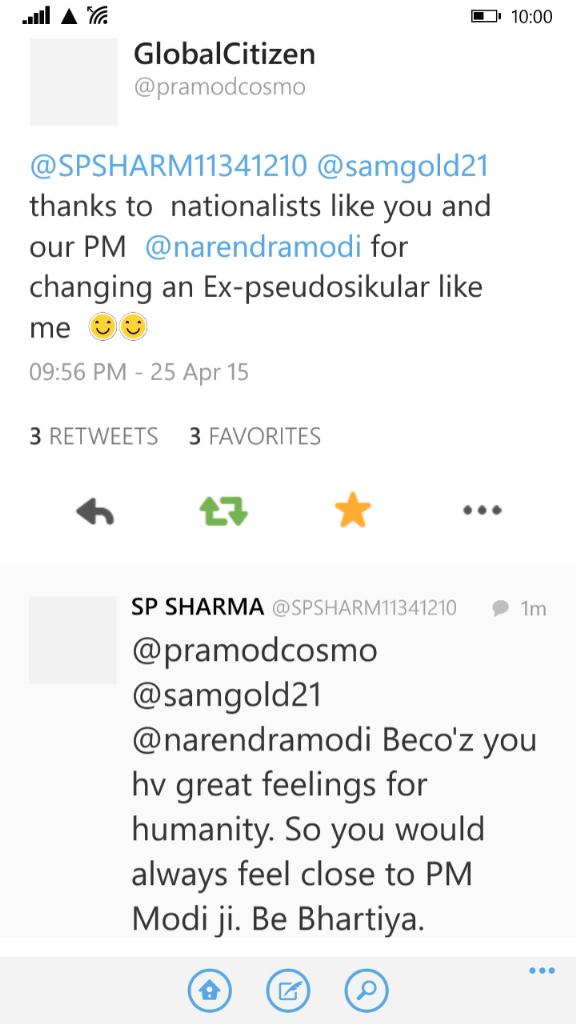 10:00
GlobalCitizen
@pramodcosmo
@SPSHARM11341210 @samgold21
thanks to  nationalists like you and
our PM  @narendramodi for
changing an Ex-pseudosikular like
me 
09:56 PM - 25 Apr 15
3 RETWEETS 3 FAVORITES
SP SHARMA @SPSHARM11341210 1m
@pramodcosmo
@samgold21
@narendramodi Beco'z you
hv great feelings for
humanity. So you would
always feel close to PM
Modi ji. Be Bhartiya.